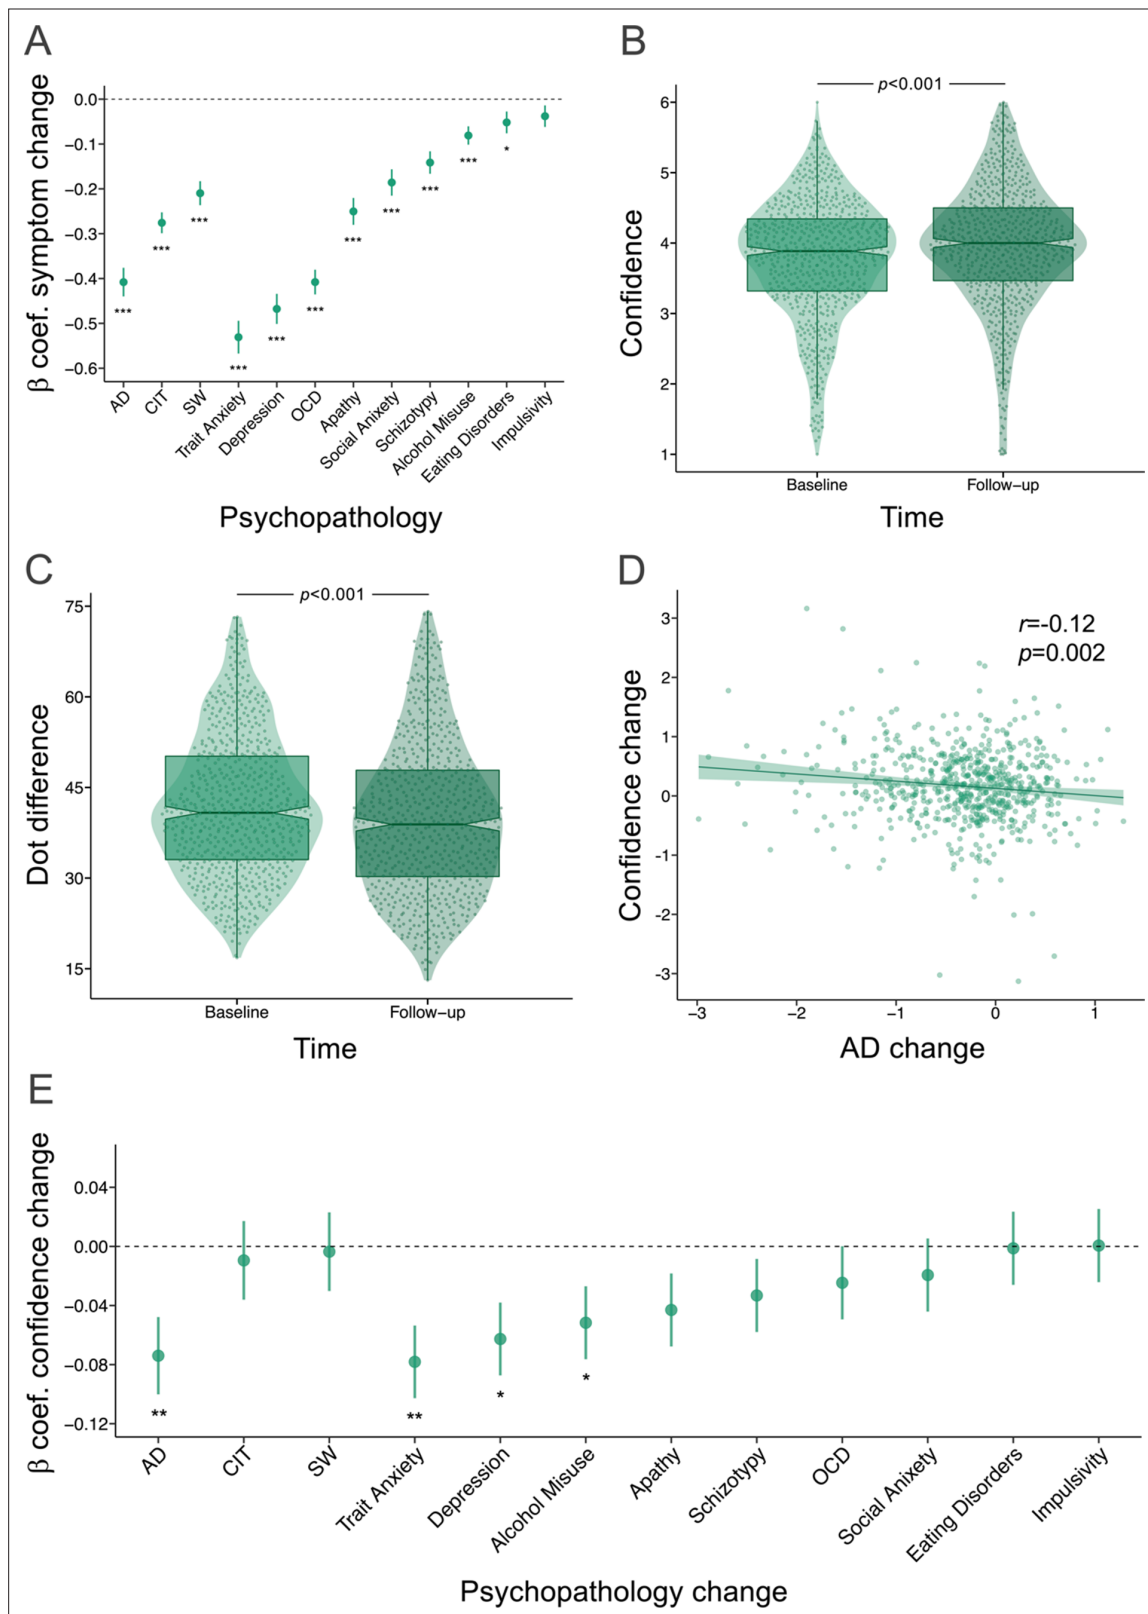 A
β coef. symptom change
0.0
−0.1
−0.2
−0.3
−0.4
−0.5
−0.6
***
***
***
***
***
***
***
***
***
***
*
AD
CIT
SW
Trait Anxiety
Depression
OCD
Apathy
Social Anixety
Schizotypy
Alcohol Misuse
Eating Disorders
Impulsivity
Psychopathology
B
Confidence
p<0.001
6
5
4
3
2
1
Baseline
Follow−up
Time
C
Dot difference
p<0.001
75
60
45
30
15
Baseline
Follow−up
Time
D
Confidence change
r=-0.12
p=0.002
3
2
1
0
-1
-2
-3
−3
−2
−1
0
1
AD change
E
β coef. confidence change
0.04
0.00
−0.04
−0.08
−0.12
**
**
*
*
AD
CIT
SW
Trait Anxiety
Depression
Alcohol Misuse
Apathy
Schizotypy
OCD
Social Anixety
Eating Disorders
Impulsivity
Psychopathology change